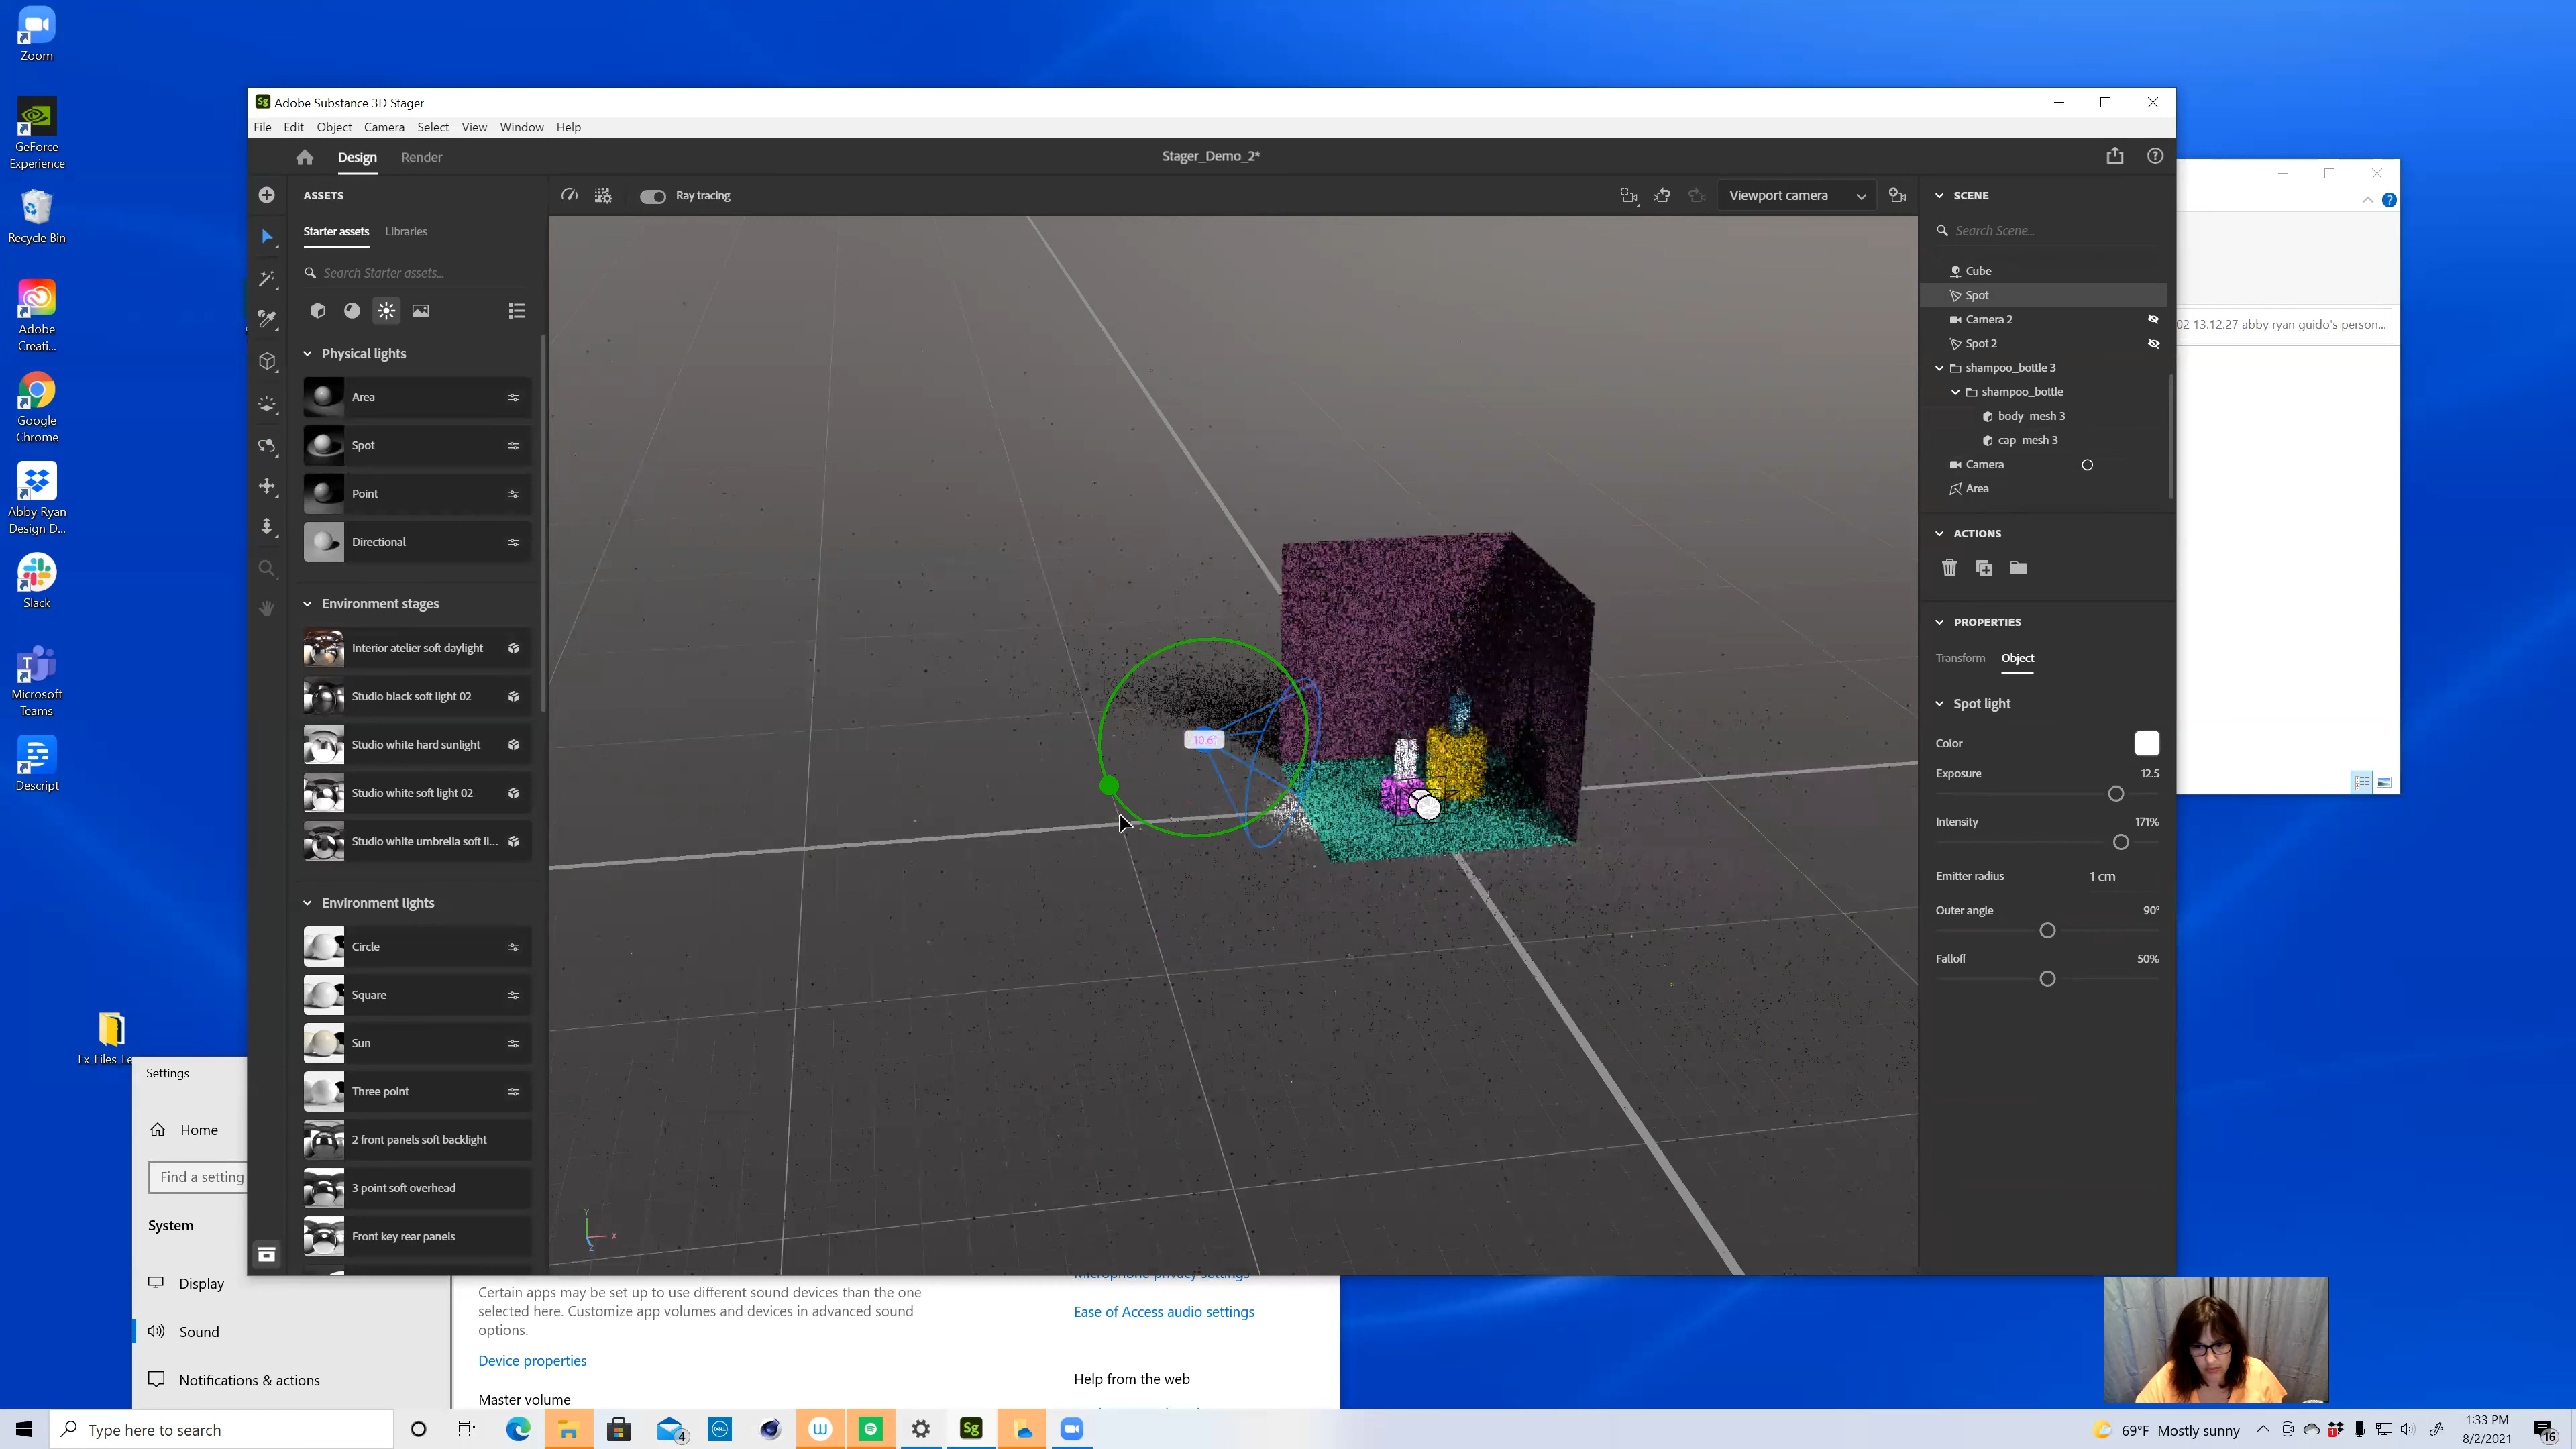 Zoom
GeForce
Experience
Recycle Bin
Adobe
Creati...
Google
Chrome
Abby Ryan
Design D...
Slack
Microsoft
Teams
Descript
Ex_Files_Le
Sg Adobe Substance 3D Stager
File Edit Object Camera Select View Window Help
Design Render
Stager_Demo_2*
ASSETS
Starter assets Libraries
Search Starter assets...
Physical lights
Area
Spot
Point
Directional
Environment stages
Interior atelier soft daylight
Studio black soft light 02
Studio white hard sunlight
Studio white soft light 02
Studio white umbrella soft li...
Environment lights
Circle
Square
Sun
Three point
2 front panels soft backlight
3 point soft overhead
Front key rear panels
Ray tracing
Viewport camera
-10.6°
Y
X
Z
SCENE
Search Scene...
Cube
Spot
Camera 2
Spot 2
shampoo_bottle 3
shampoo_bottle
body_mesh 3
cap_mesh 3
Camera
Area
ACTIONS
PROPERTIES
Transform Object
Spot light
Color
Exposure 12.5
Intensity 171%
Emitter radius 1 cm
Outer angle 90°
Falloff 50%
02 13.12.27 abby ryan guido's person...
Settings
Home
Find a setting
System
Display
Sound
Notifications & actions
Certain apps may be set up to use different sound devices than the one
selected here. Customize app volumes and devices in advanced sound
options.
Device properties
Master volume
Microphone privacy settings
Ease of Access audio settings
Help from the web
Type here to search
4
DELL
Sg
69°F Mostly sunny
1:33 PM
8/2/2021
16